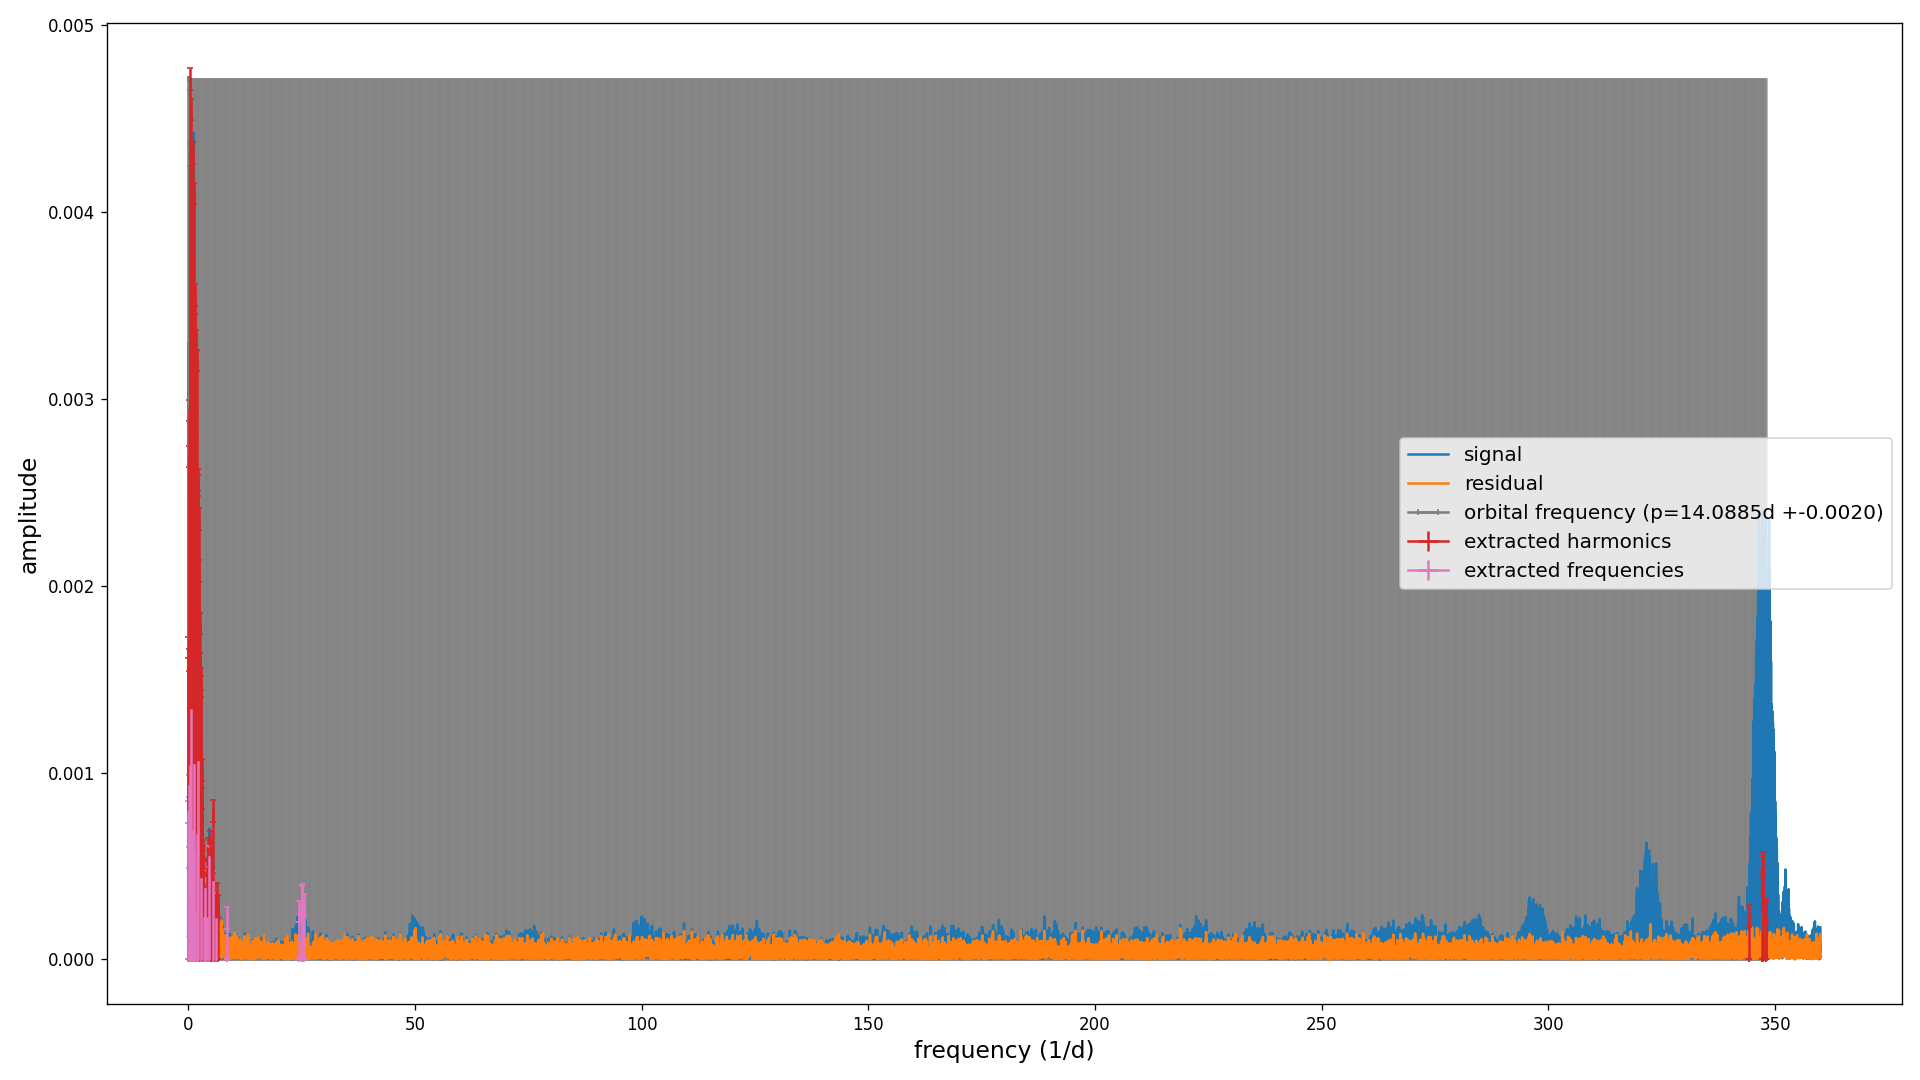 0.005
0.004
0.003
0.002
0.001
0.000
amplitude
0
50
100
150
200
250
300
350
frequency (1/d)
signal
residual
orbital frequency (p=14.0885d +-0.0020)
extracted harmonics
extracted frequencies